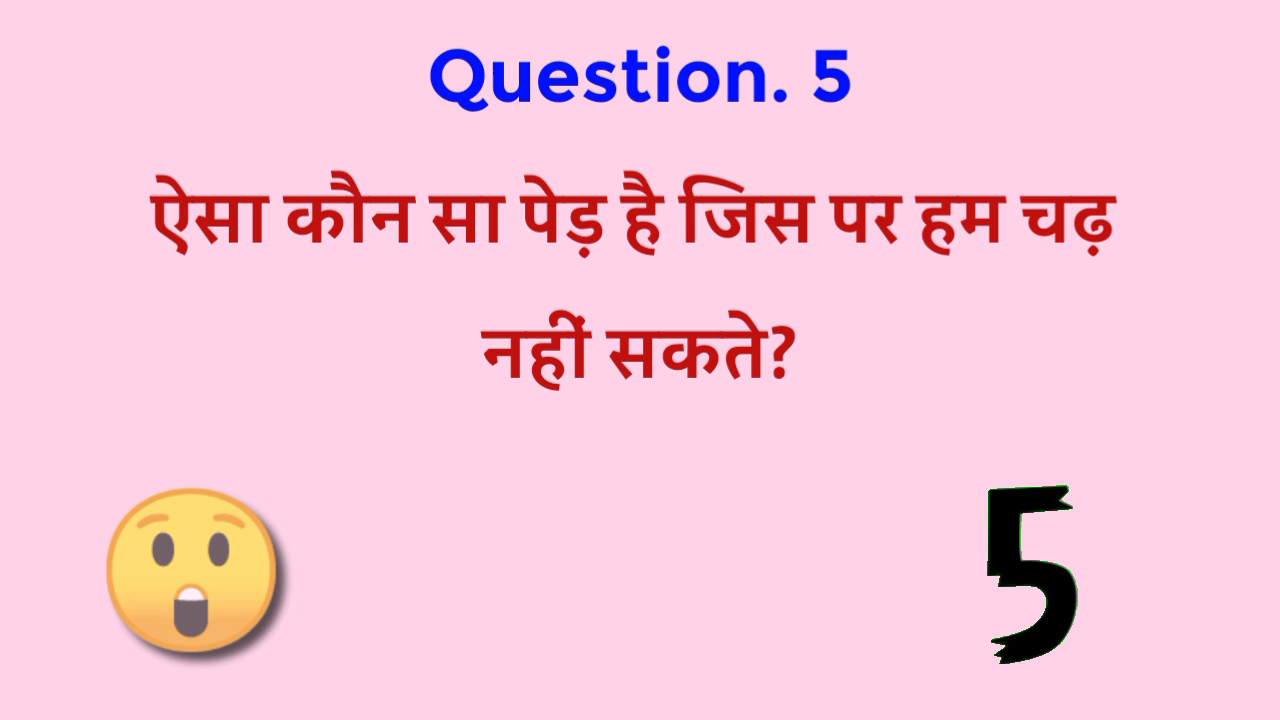 Question. 5
ऐसा कौन सा पेड़ है जिस पर हम चढ़
नहीं सकते?
5